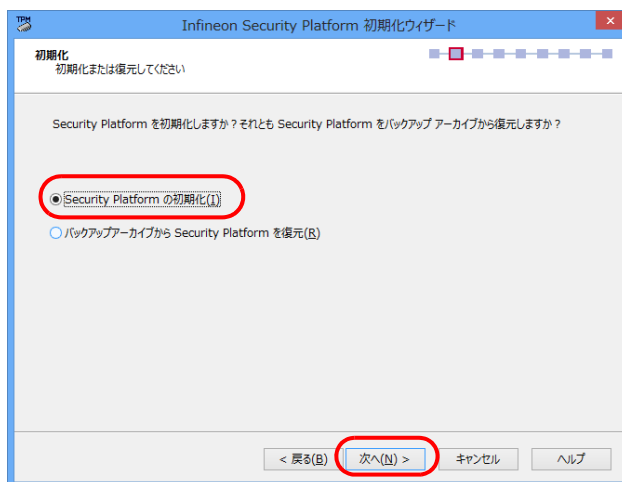 TPM
Infineon Security Platform 初期化ウィザード
初期化
初期化または復元してください
Security Platform を初期化しますか？それとも Security Platform をバックアップ アーカイブから復元しますか？
Security Platform の初期化(I)
バックアップアーカイブから Security Platform を復元(R)
< 戻る(B) 次へ(N) > キャンセル ヘルプ